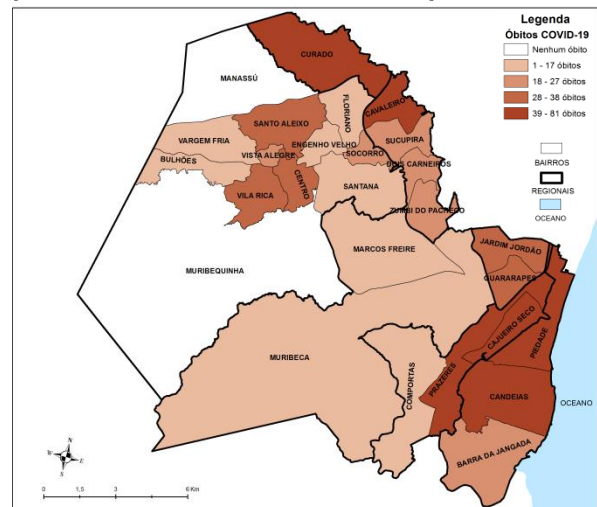 Legenda
Óbitos COVID-19
Nenhum óbito
1 - 17 óbitos
18 - 27 óbitos
28 - 38 óbitos
39 - 81 óbitos
BAIRROS
REGIONAIS
OCEANO
CURADO
MANASSÚ
CAVALEIRO
FLORIANO
SANTO ALEIXO
SUCUPIRA
VARGEM FRIA
ENGENHO VELHO
SOCORRO
BULHÕES
VISTA ALEGRE
DOIS CARNEIROS
CENTRO
SANTANA
VILA RICA
ZUMBI DO PACHECO
MARCOS FREIRE
JARDIM JORDÃO
GUARARAPES
MURIBEQUINHA
CAJUEIRO SECO
PIEDADE
MURIBECA
COMPORTAS
PRAZERES
CANDEIAS
OCEANO
BARRA DA JANGADA
N
W
E
S
0 1,5 3 6 Km